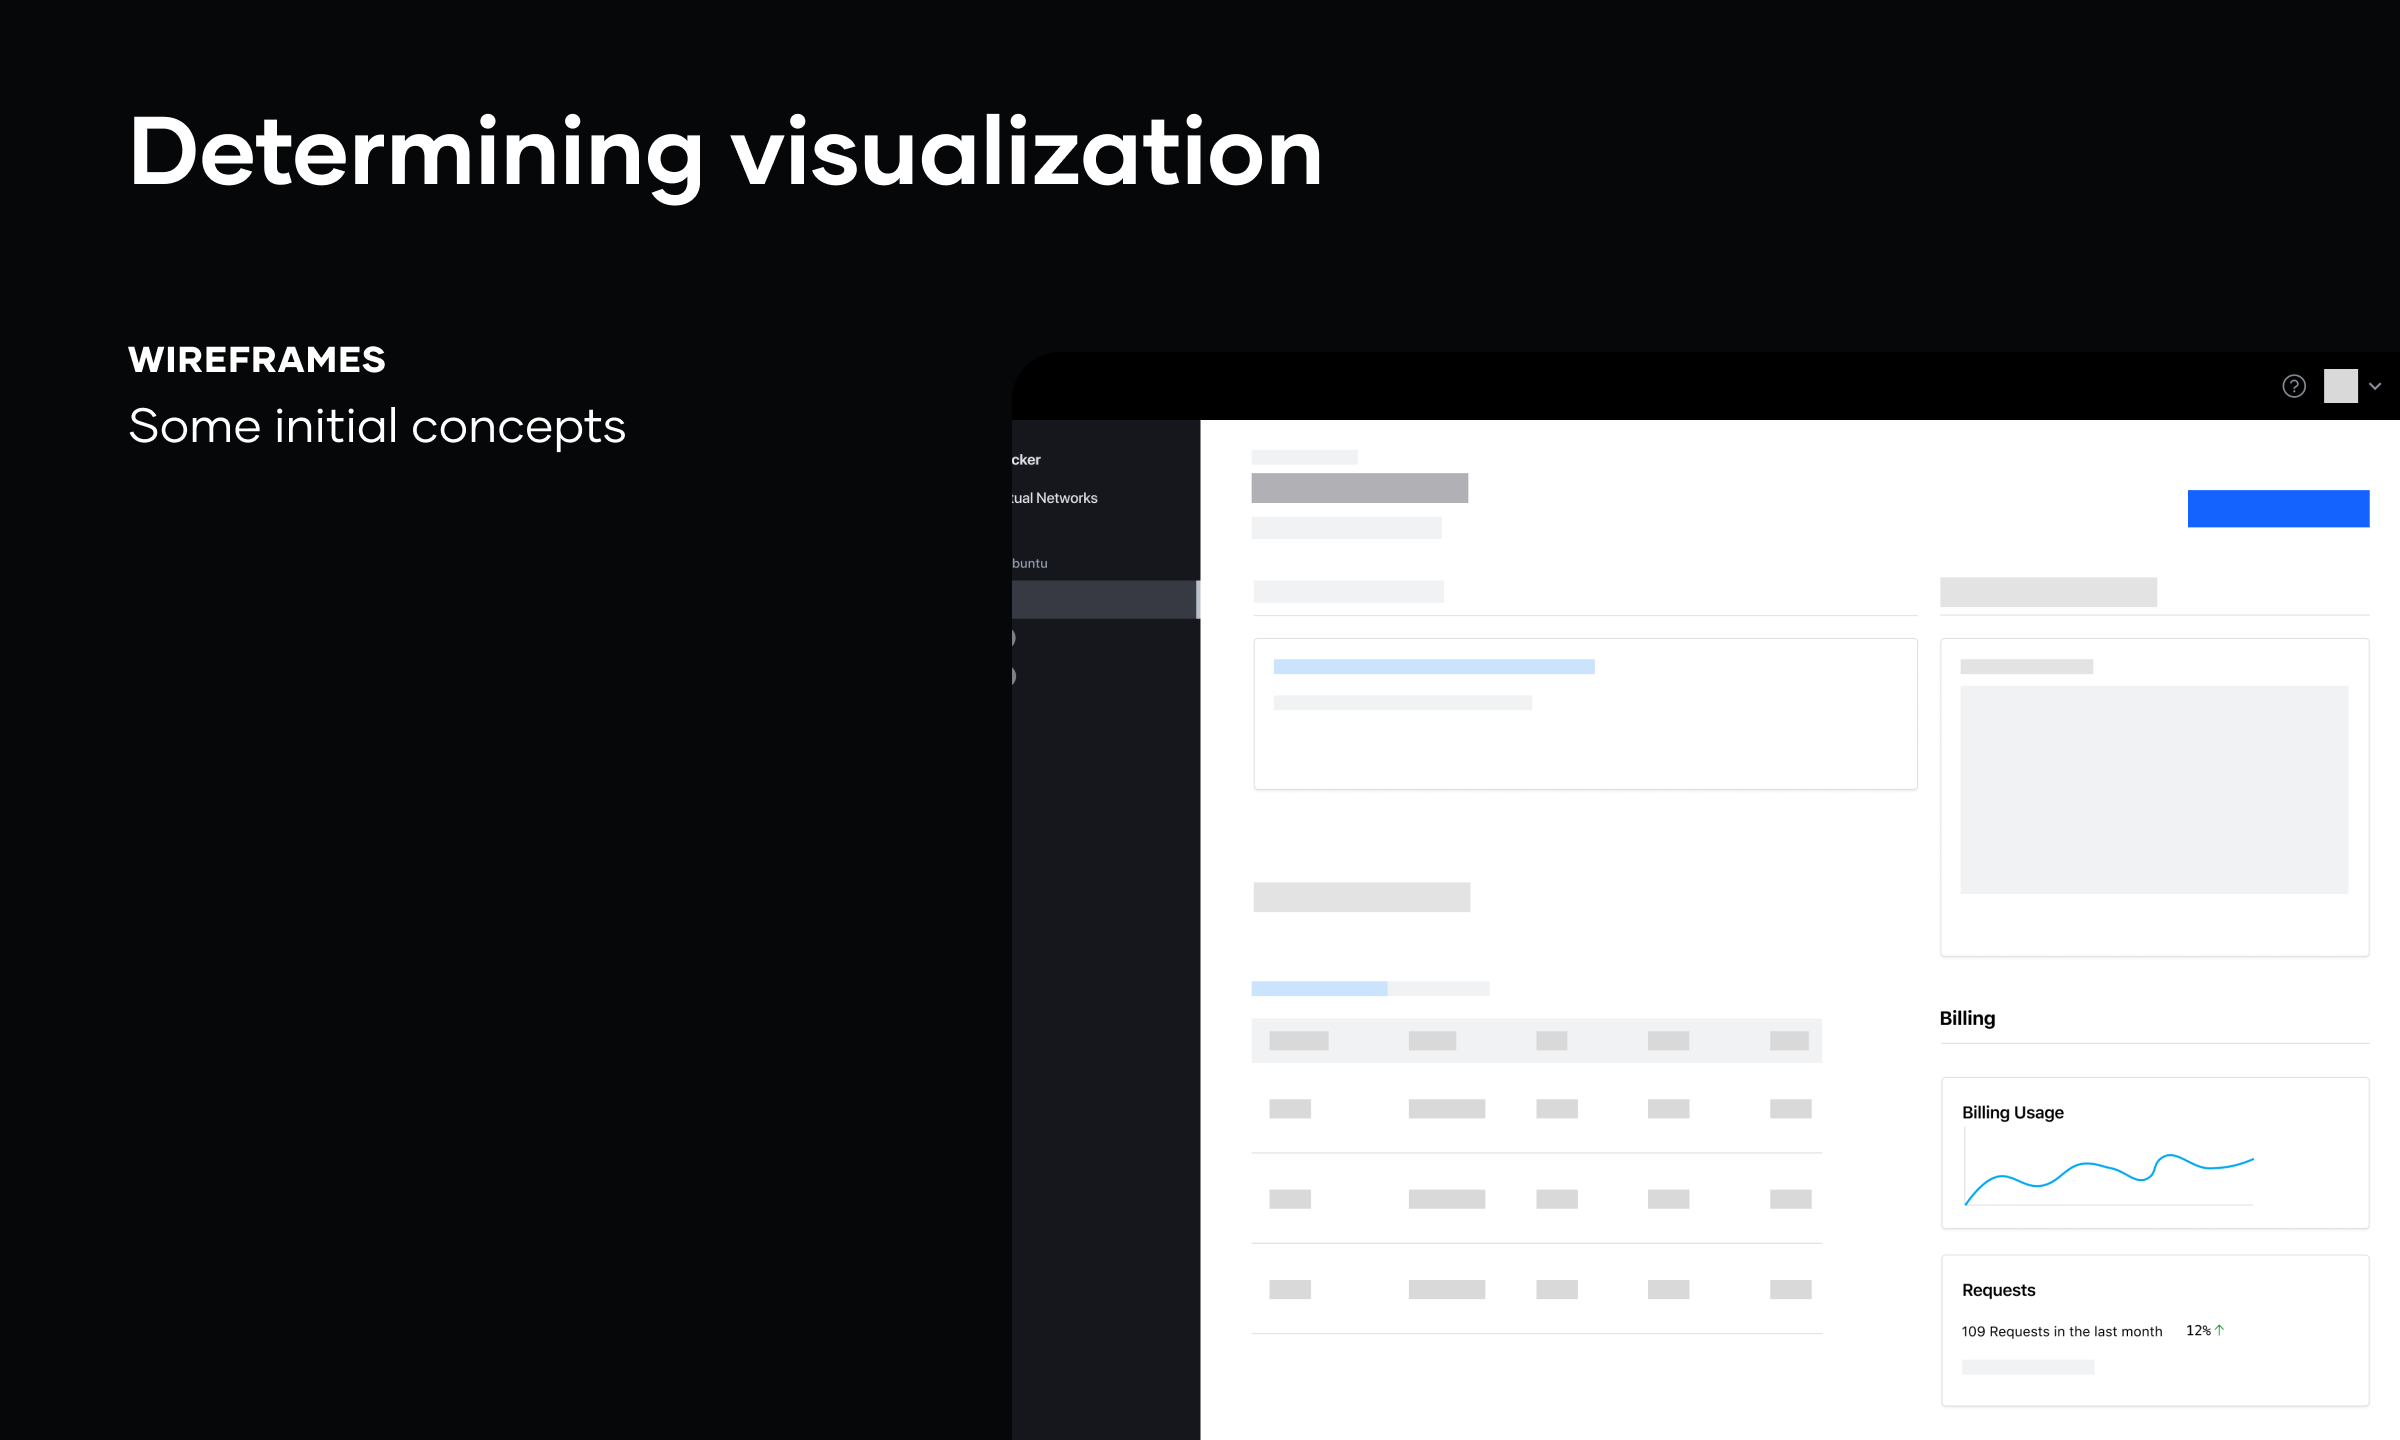 Determining visualization
WIREFRAMES
Some initial concepts
?
cker
tual Networks
buntu
Billing
Billing Usage
Requests
109 Requests in the last month 12% ↑